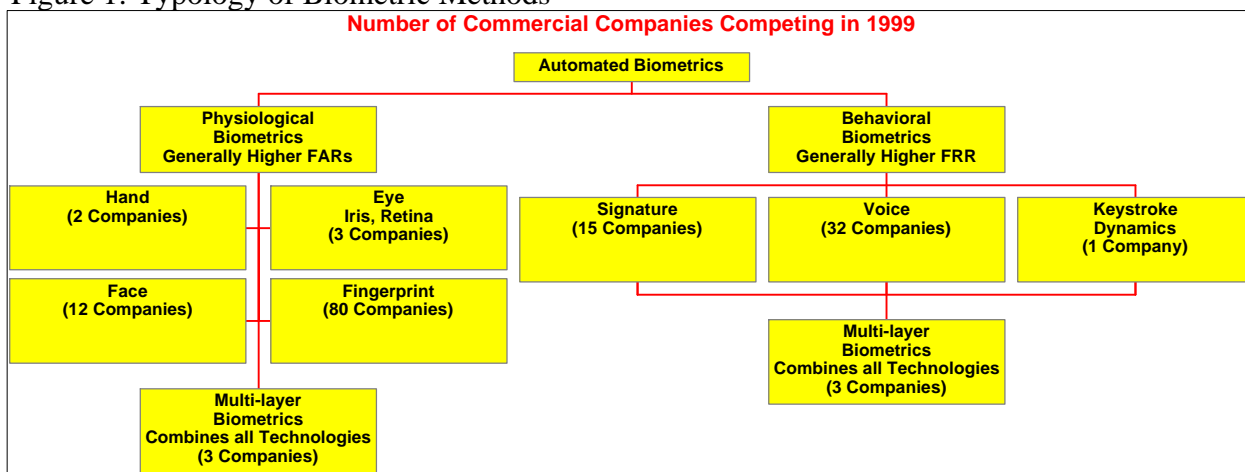 Figure 1: Typology of Biometric Methods
Number of Commercial Companies Competing in 1999
Automated Biometrics
Physiological
Biometrics
Generally Higher FARs
Behavioral
Biometrics
Generally Higher FRR
Hand
(2 Companies)
Eye
Iris, Retina
(3 Companies)
Signature
(15 Companies)
Voice
(32 Companies)
Keystroke
Dynamics
(1 Company)
Face
(12 Companies)
Fingerprint
(80 Companies)
Multi-layer
Biometrics
Combines all Technologies
(3 Companies)
Multi-layer
Biometrics
Combines all Technologies
(3 Companies)